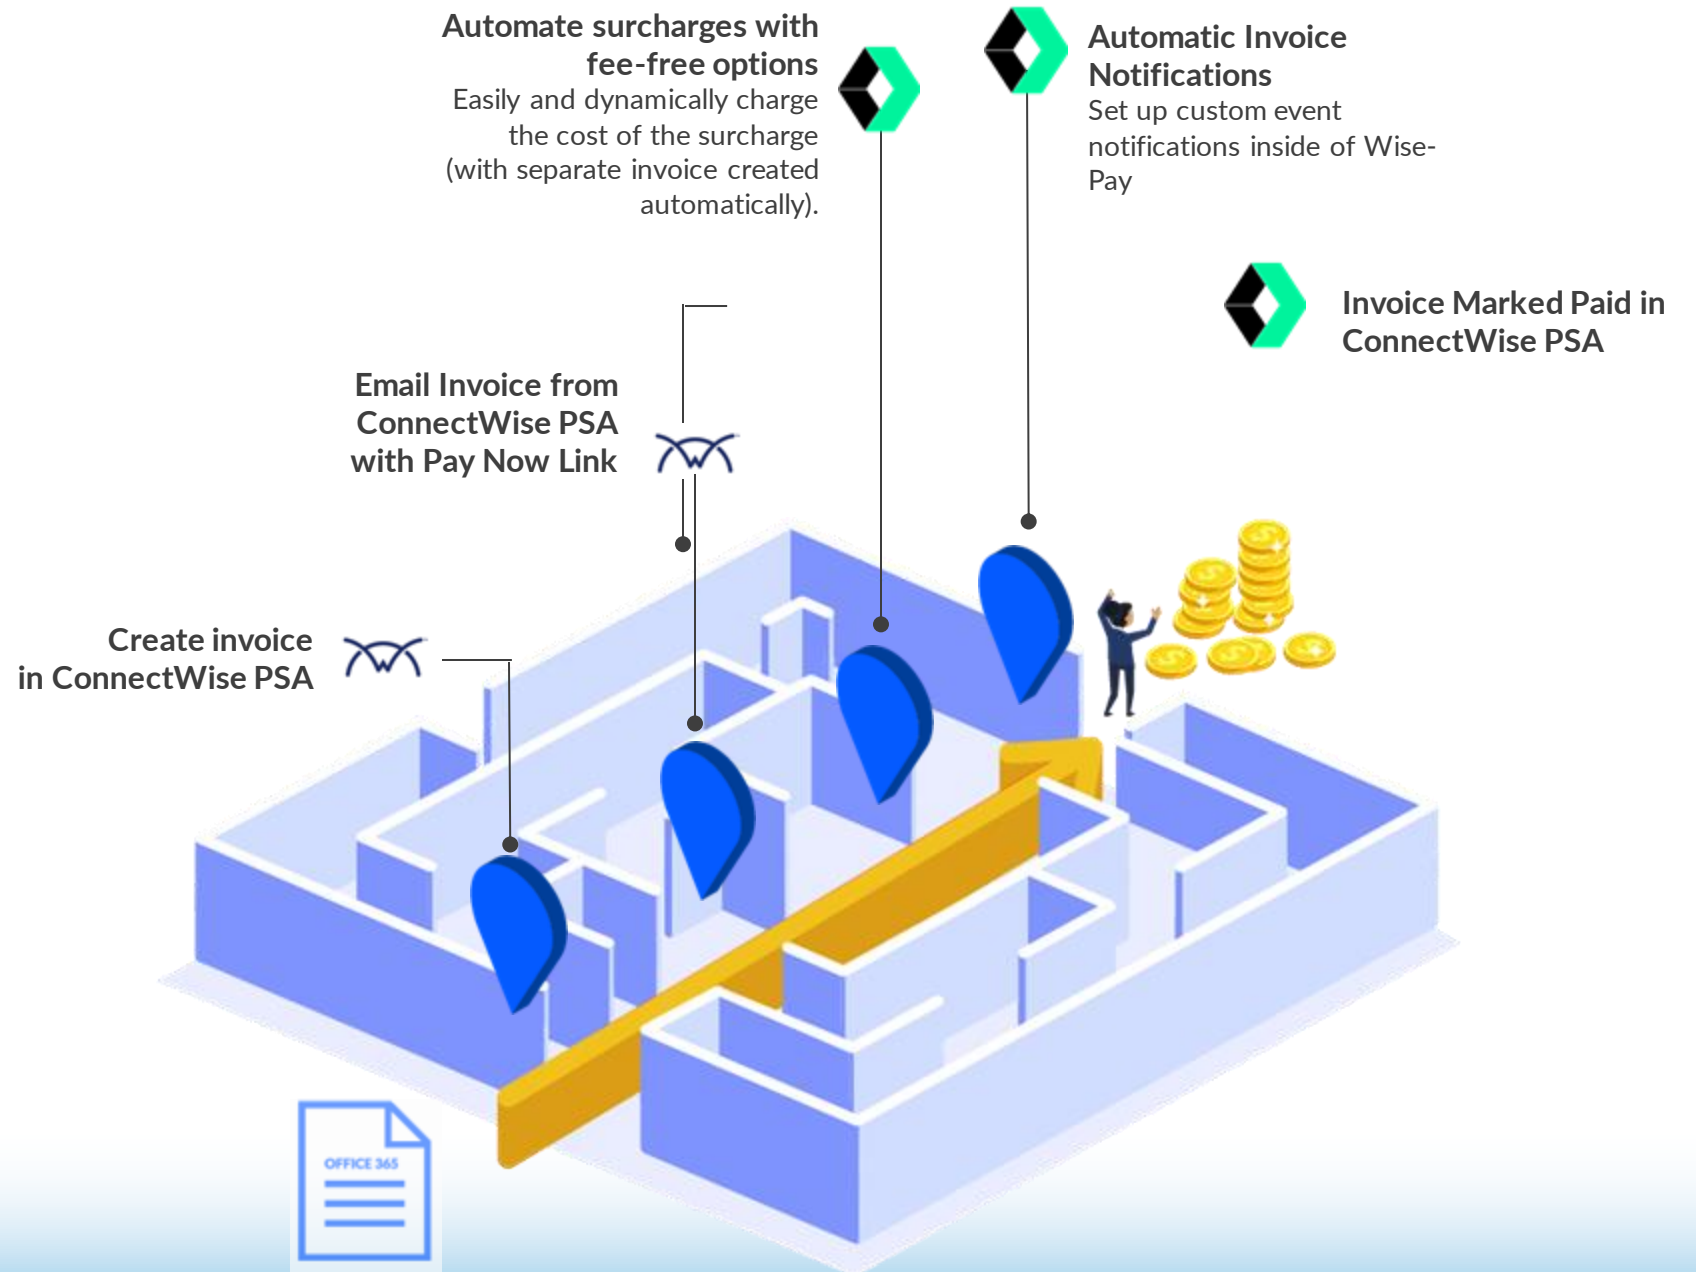 Automate surcharges with
fee-free options
Easily and dynamically charge
the cost of the surcharge
(with separate invoice created
automatically).
Automatic Invoice
Notifications
Set up custom event
notifications inside of Wise-
Pay
Invoice Marked Paid in
ConnectWise PSA
Email Invoice from
ConnectWise PSA
with Pay Now Link
Create invoice
in ConnectWise PSA
OFFICE 365